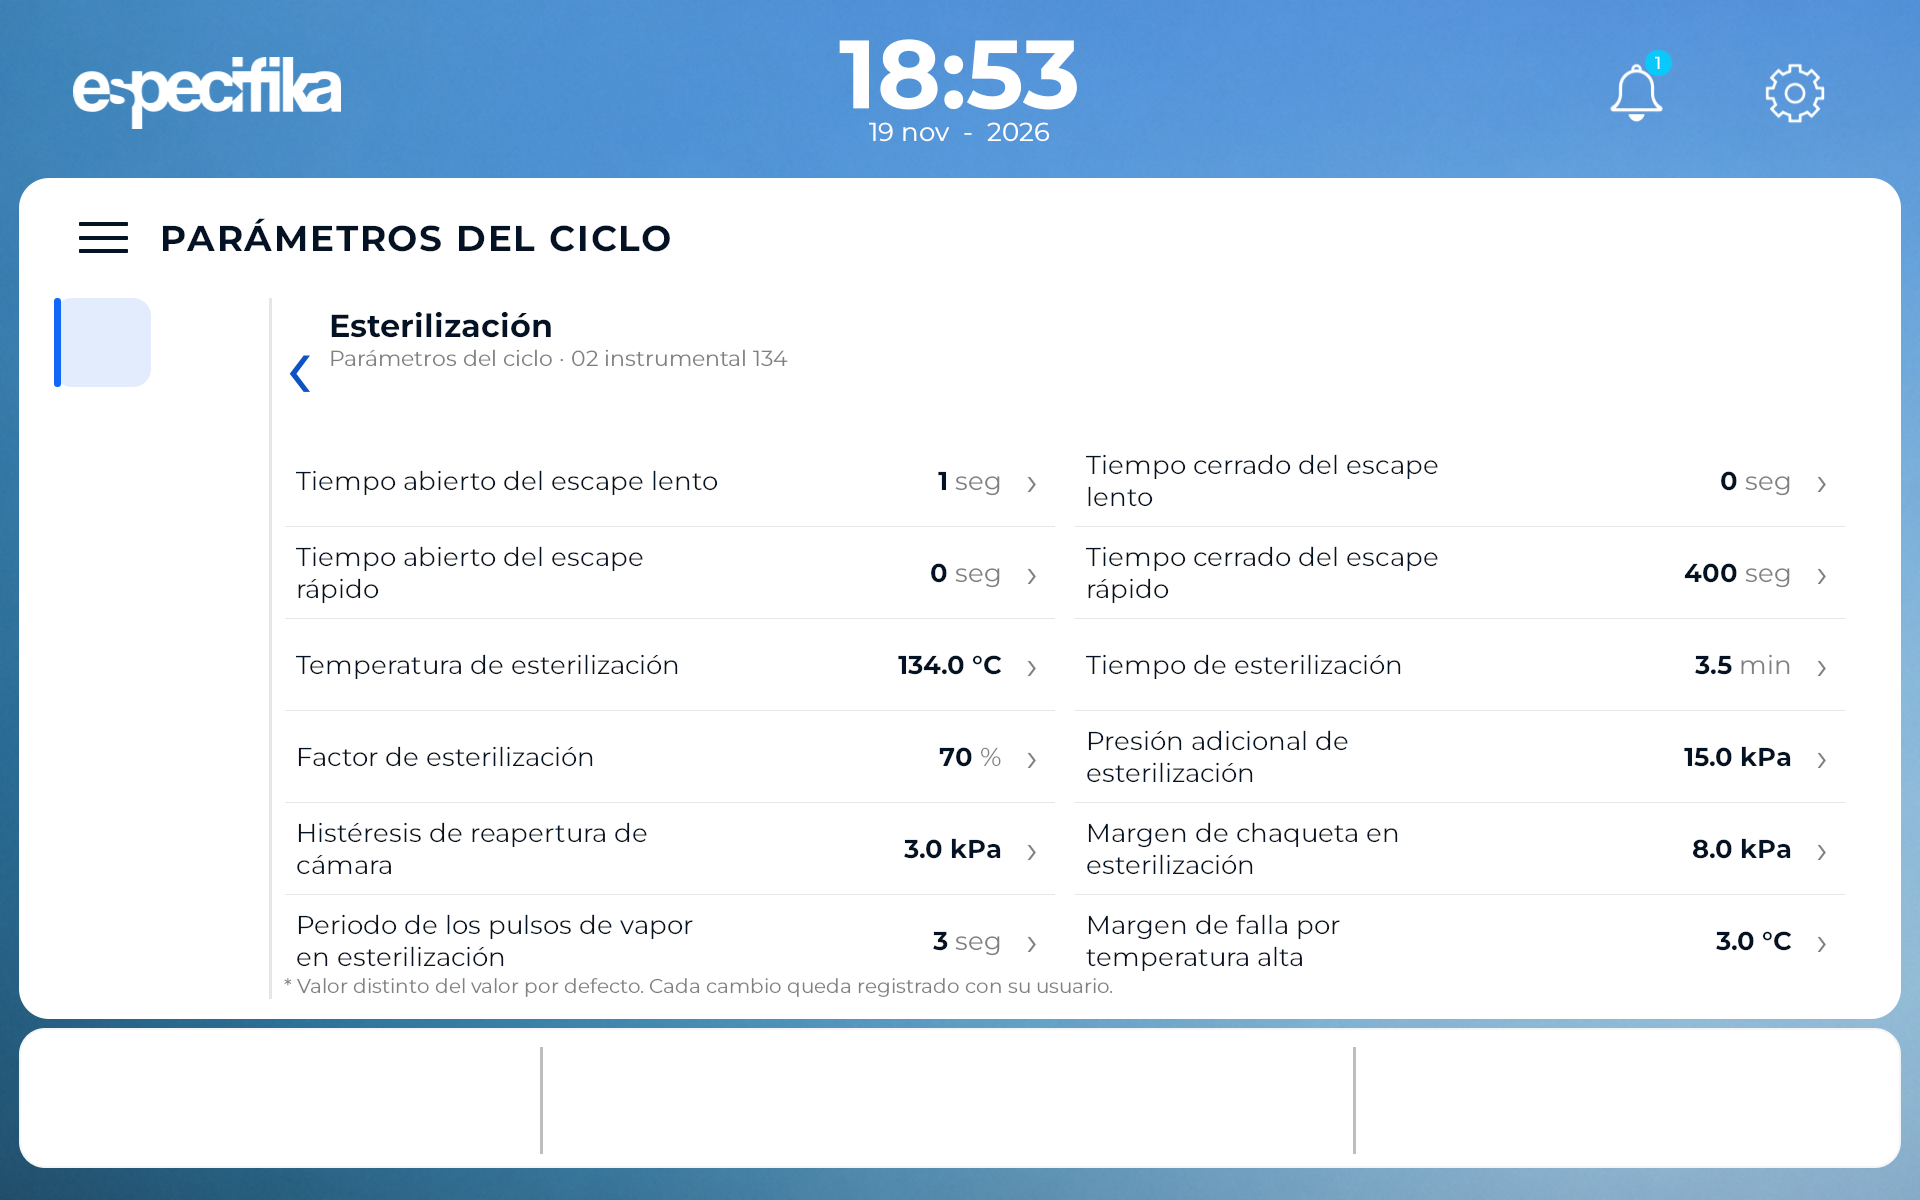 especifika
18:53
1
19 nov - 2026
PARÁMETROS DEL CICLO
Esterilización
Parámetros del ciclo · 02 instrumental 134
Tiempo abierto del escape lento
1 seg
Tiempo cerrado del escape
lento
0 seg
Tiempo abierto del escape
rápido
0 seg
Tiempo cerrado del escape
rápido
400 seg
Temperatura de esterilización
134.0 °C
Tiempo de esterilización
3.5 min
Factor de esterilización
70 %
Presión adicional de
esterilización
15.0 kPa
Histéresis de reapertura de
cámara
3.0 kPa
Margen de chaqueta en
esterilización
8.0 kPa
Periodo de los pulsos de vapor
en esterilización
3 seg
Margen de falla por
temperatura alta
3.0 °C
* Valor distinto del valor por defecto. Cada cambio queda registrado con su usuario.